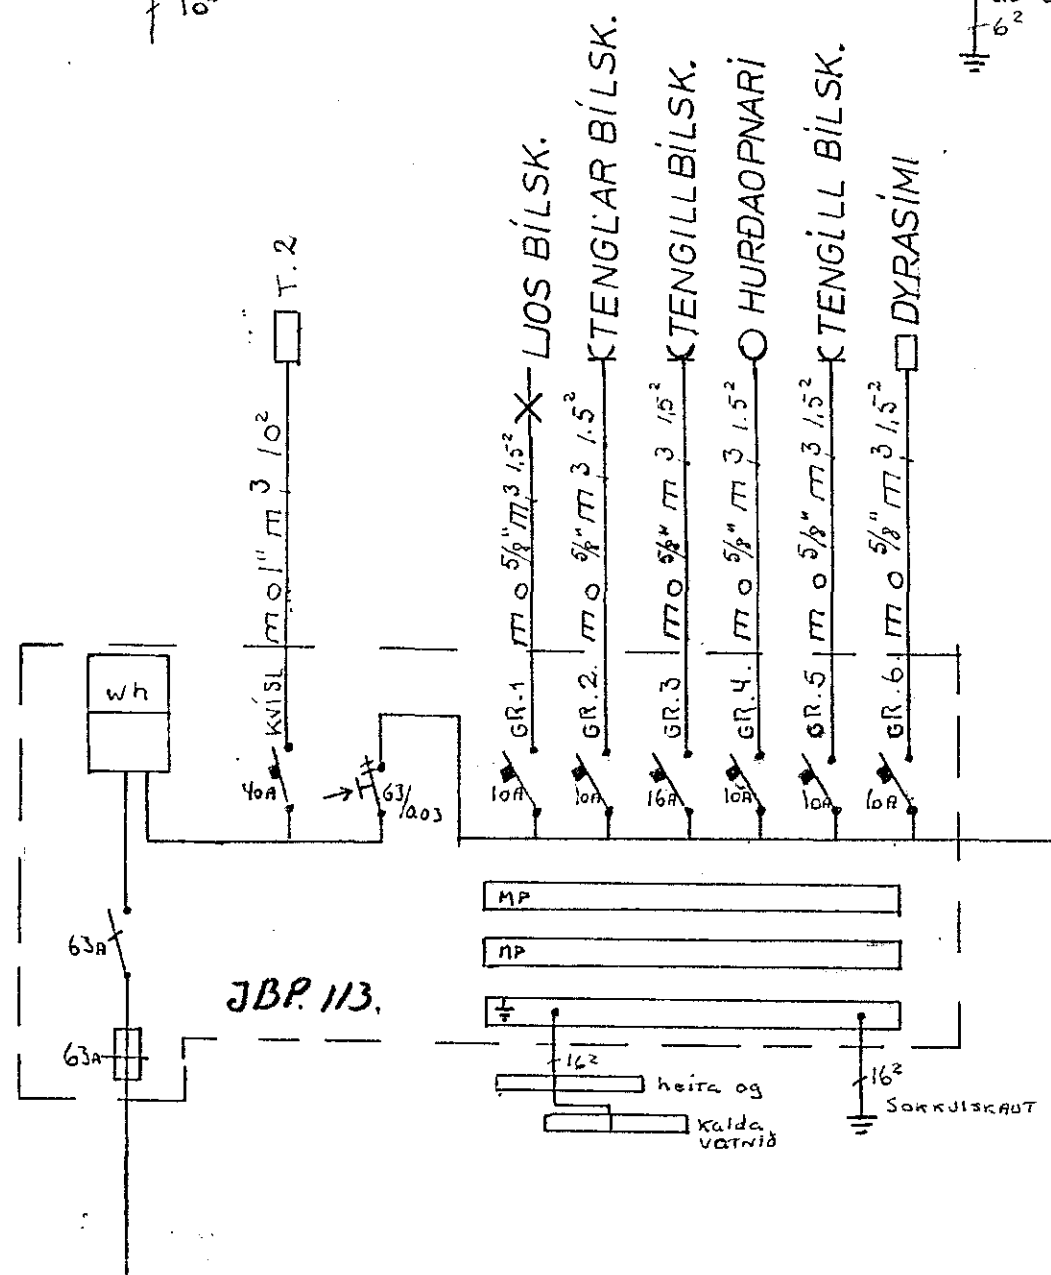 6²
T. 2
KVÍSL m o 1" m 3 10²
LJOS BÍLSK.
GR.-1 m o 5/8" m 3 1,5²
TENGLAR BÍLSK.
GR. 2. m o 5/8" m 3 1.5²
TENGILL BÍLSK.
GR. 3 m o 5/8" m 3 1,5²
HURÐAOPNARI
GR. 4. m o 5/8" m 3 1.5²
TENGILL BÍLSK.
GR. 5 m o 5/8" m 3 1,5²
DYRASÍMI
GR. 6. m o 5/8" m 3 1,5²
wh
40A
63/0.03
10A
10A
16A
10A
10A
10A
MP
MP
63A
JBP. 113.
63A
16²
heita og
kalda
vatnið
16²
SOKKULSKAUT